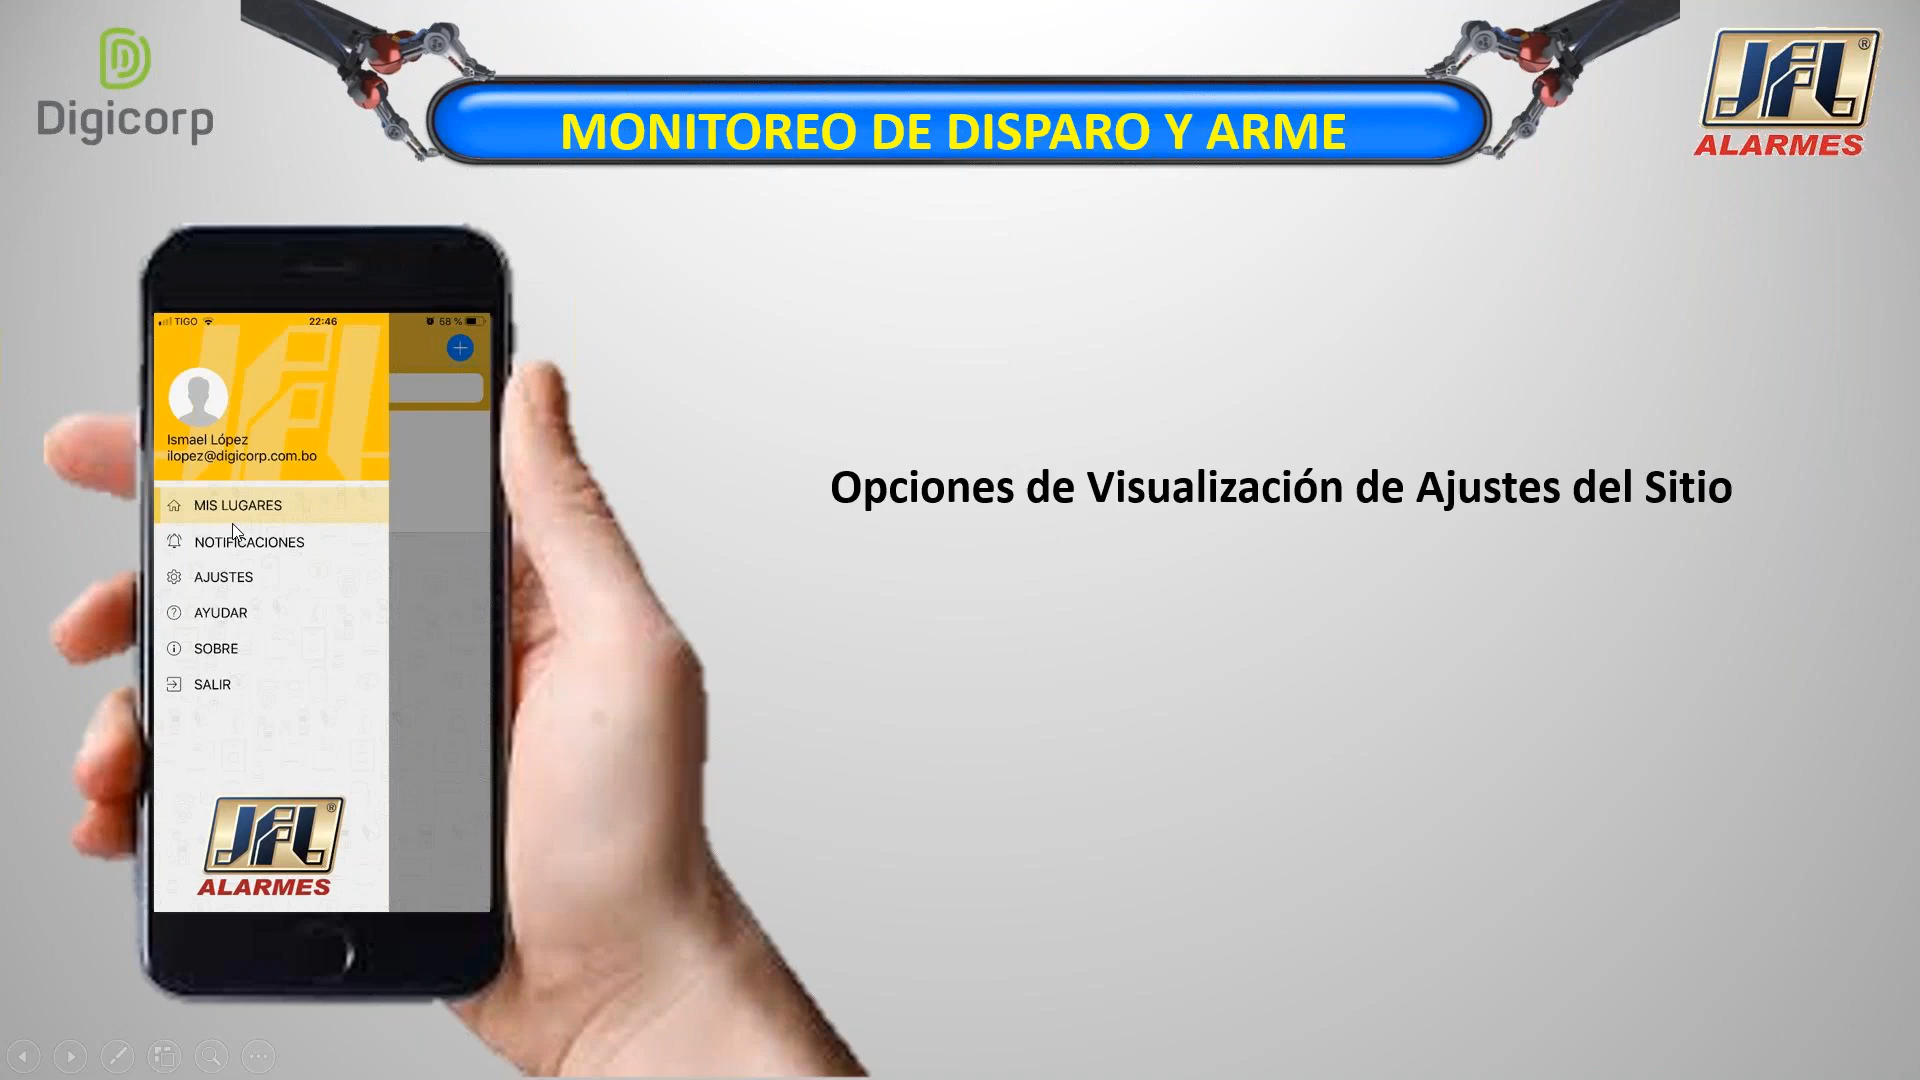 Digicorp
MONITOREO DE DISPARO Y ARME
JFL®
ALARMES
TIGO 22:46 58 %
Ismael López
ilopez@digicorp.com.bo
MIS LUGARES
NOTIFICACIONES
AJUSTES
AYUDAR
SOBRE
SALIR
JFL®
ALARMES
Opciones de Visualización de Ajustes del Sitio